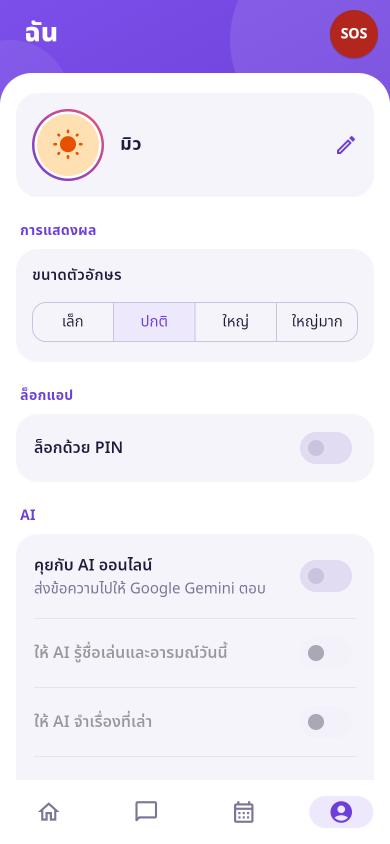 ฉัน
SOS
มิว
การแสดงผล
ขนาดตัวอักษร
เล็ก
ปกติ
ใหญ่
ใหญ่มาก
ล็อกแอป
ล็อกด้วย PIN
AI
คุยกับ AI ออนไลน์
ส่งข้อความไปให้ Google Gemini ตอบ
ให้ AI รู้ชื่อเล่นและอารมณ์วันนี้
ให้ AI จำเรื่องที่เล่า